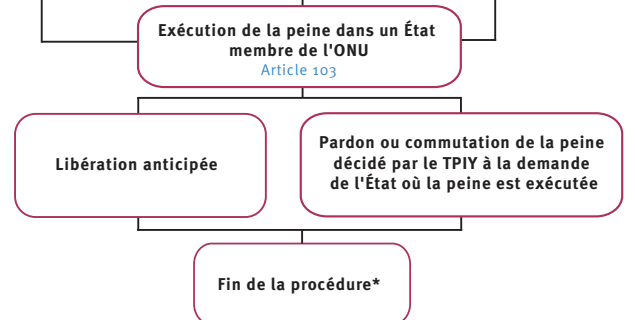 Exécution de la peine dans un État
membre de l'ONU
Article 103
Libération anticipée
Pardon ou commutation de la peine
décidé par le TPIY à la demande
de l'État où la peine est exécutée
Fin de la procédure*